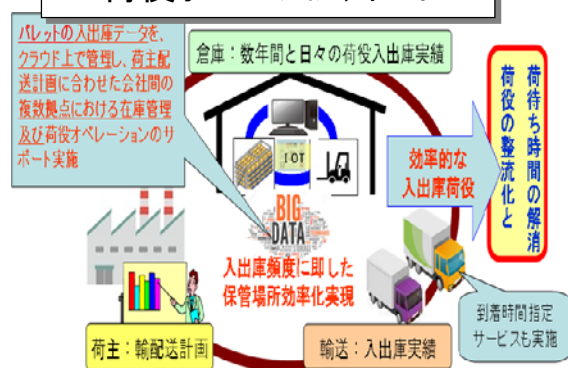 パレットの入出庫データを、
クラウド上で管理し、荷主配
送計画に合わせた会社間の
複数拠点における在庫管理
及び荷役オペレーションのサ
ポート実施
倉庫：数年間と日々の荷役入出庫実績
IOT
BIG
DATA
入出庫頻度に即した
保管場所効率化実現
効率的な
入出庫荷役
荷待ち時間の解消
荷役の整流化と
荷主：輸配送計画
輸送：入出庫実績
到着時間指定
サービスも実施